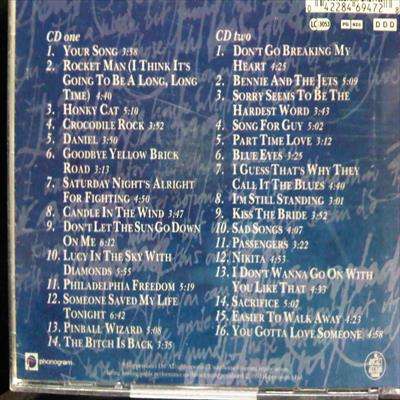 0 42284 69472
LC 3053
DDD
CD one
1. YOUR SONG 3:58
2. ROCKET MAN (I THINK IT'S
GOING TO BE A LONG, LONG
TIME) 4:40
3. HONKY CAT 5:10
4. CROCODILE ROCK 3:52
5. DANIEL 3:50
6. GOODBYE YELLOW BRICK
ROAD 3:13
7. SATURDAY NIGHT'S ALRIGHT
FOR FIGHTING 4:50
8. CANDLE IN THE WIND 3:47
9. DON'T LET THE SUN GO DOWN
ON ME 6:12
10. LUCY IN THE SKY WITH
DIAMONDS 5:55
11. PHILADELPHIA FREEDOM 5:19
12. SOMEONE SAVED MY LIFE
TONIGHT 6:42
13. PINBALL WIZARD 5:08
14. THE BITCH IS BACK 3:35
CD two
1. DON'T GO BREAKING MY
HEART 4:25
2. BENNIE AND THE JETS 5:09
3. SORRY SEEMS TO BE THE
HARDEST WORD 3:43
4. SONG FOR GUY 5:02
5. PART TIME LOVE 3:12
6. BLUE EYES 3:25
7. I GUESS THAT'S WHY THEY
CALL IT THE BLUES 4:40
8. I'M STILL STANDING 3:01
9. KISS THE BRIDE 3:52
10. SAD SONGS 4:07
11. PASSENGERS 3:22
12. NIKITA 4:53
13. I DON'T WANNA GO ON WITH
YOU LIKE THAT 4:33
14. SACRIFICE 5:07
15. EASIER TO WALK AWAY 4:23
16. YOU GOTTA LOVE SOMEONE 4:58
phonogram